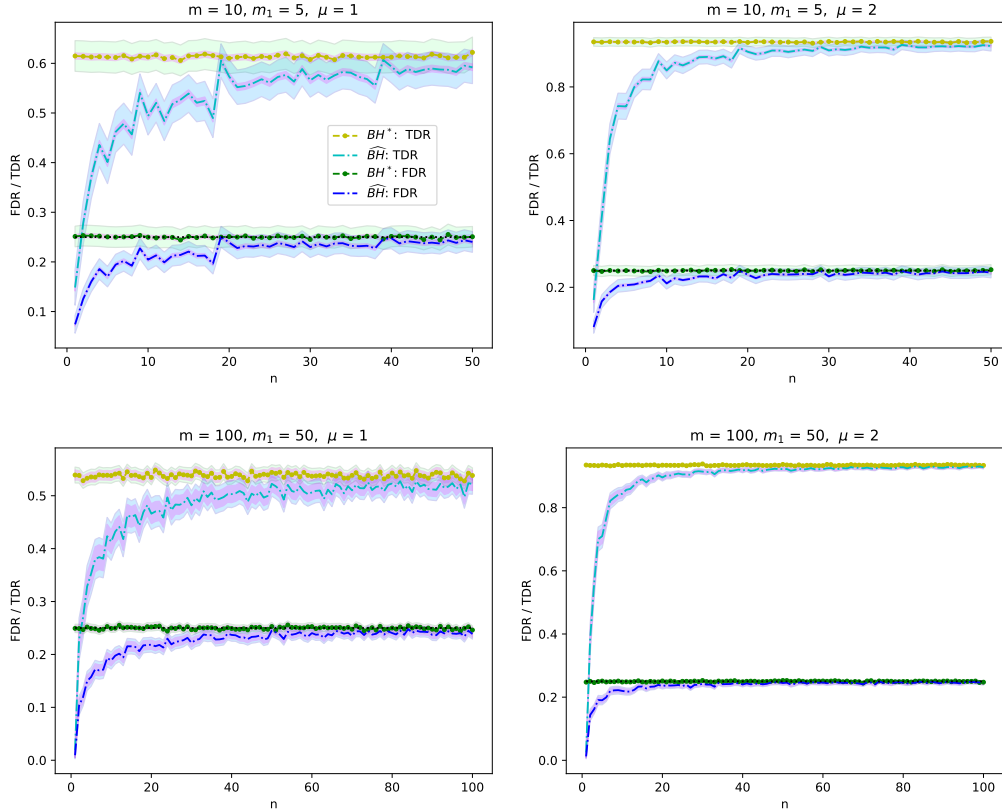 m = 10, m₁ = 5, μ = 1
FDR / TDR
0.6
0.5
0.4
0.3
0.2
0.1
BH*: TDR
B͡H: TDR
BH*: FDR
B͡H: FDR
0 10 20 30 40 50
n
m = 10, m₁ = 5, μ = 2
FDR / TDR
0.8
0.6
0.4
0.2
0 10 20 30 40 50
n
m = 100, m₁ = 50, μ = 1
FDR / TDR
0.5
0.4
0.3
0.2
0.1
0.0
0 20 40 60 80 100
n
m = 100, m₁ = 50, μ = 2
FDR / TDR
0.8
0.6
0.4
0.2
0.0
0 20 40 60 80 100
n